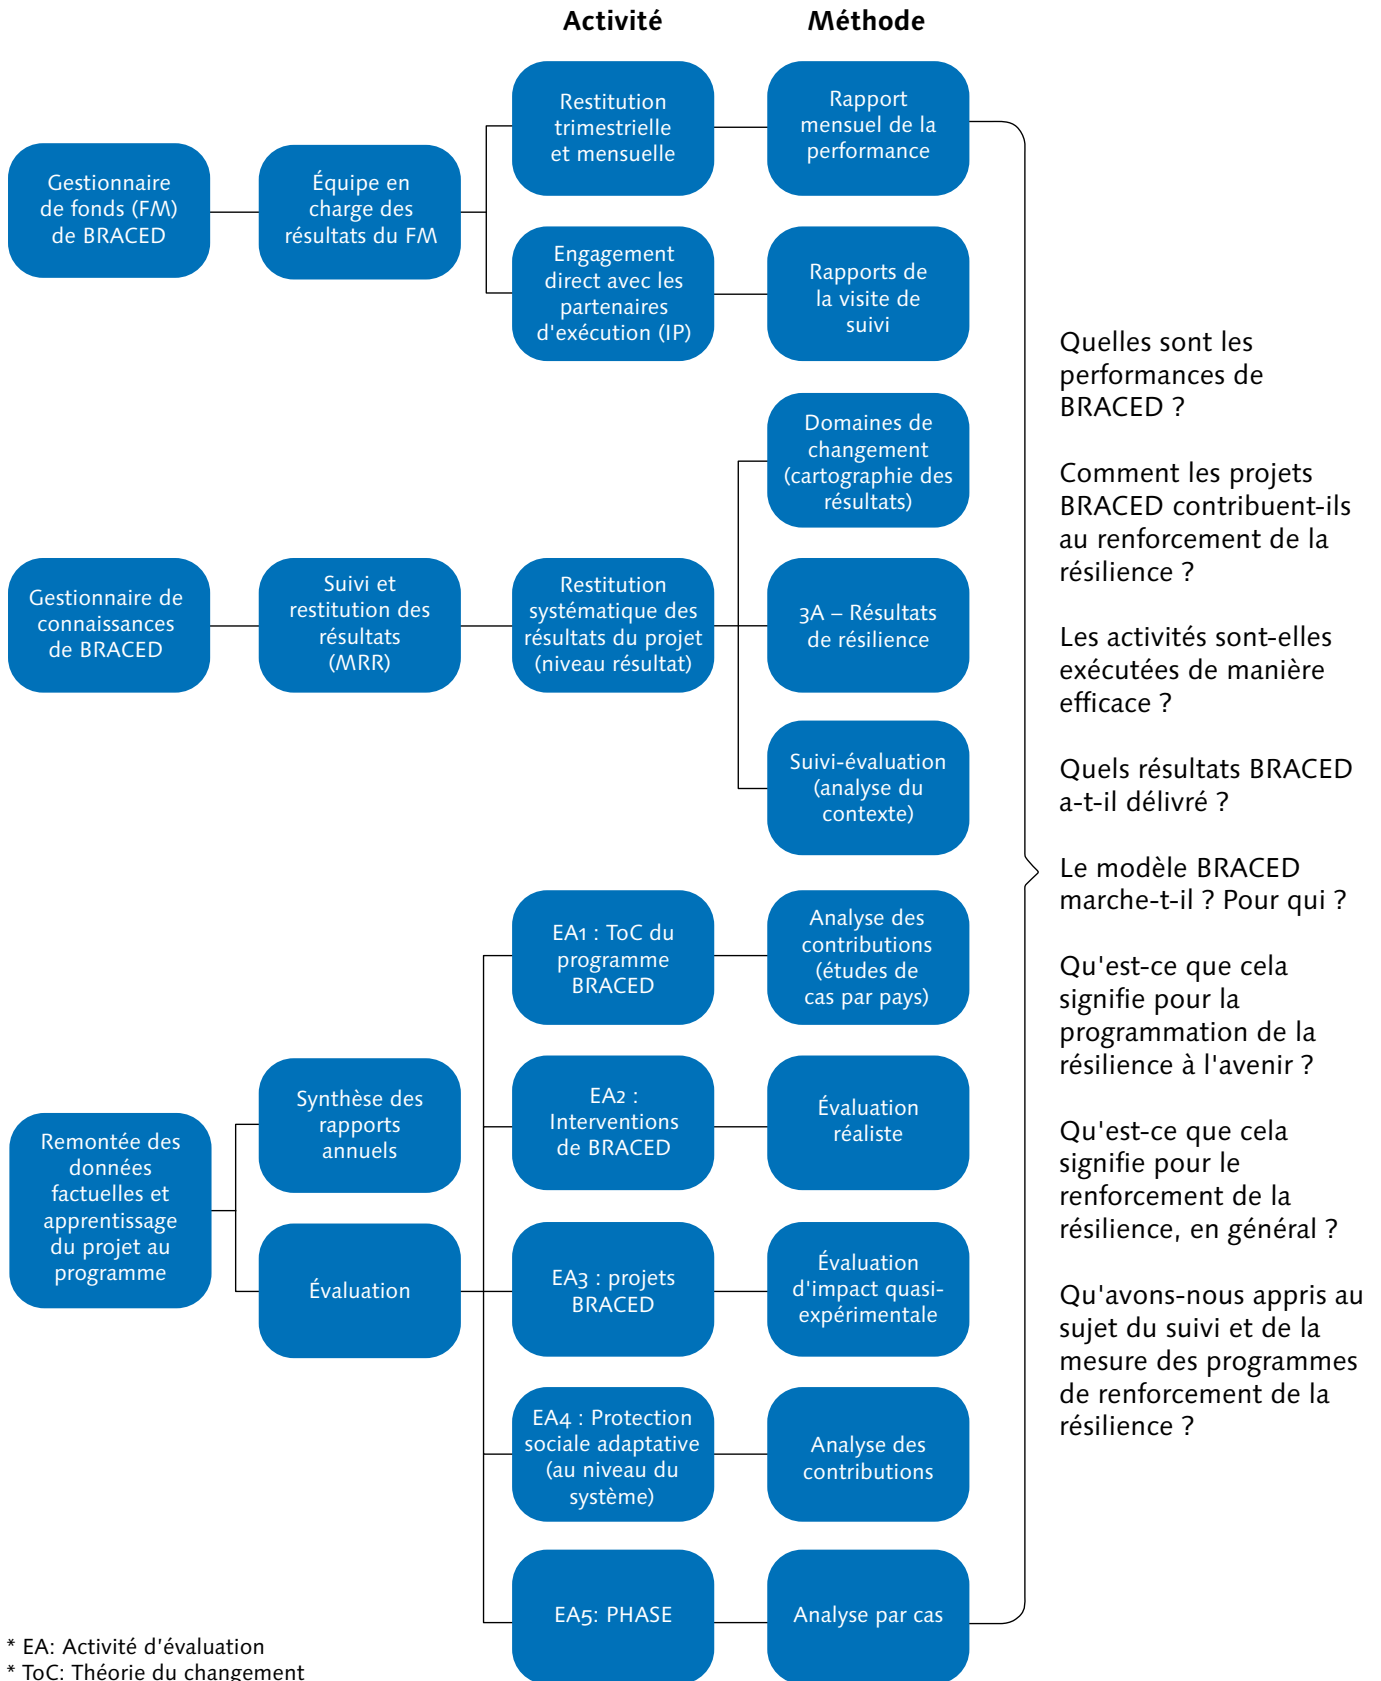 Activité
Méthode
Gestionnaire
de fonds (FM)
de BRACED
Équipe en
charge des
résultats du FM
Restitution
trimestrielle
et mensuelle
Rapport
mensuel de la
performance
Engagement
direct avec les
partenaires
d'exécution (IP)
Rapports de
la visite de
suivi
Gestionnaire de
connaissances
de BRACED
Suivi et
restitution des
résultats
(MRR)
Restitution
systématique des
résultats du projet
(niveau résultat)
Domaines de
changement
(cartographie des
résultats)
3A – Résultats
de résilience
Suivi-évaluation
(analyse du
contexte)
Remontée des
données
factuelles et
apprentissage
du projet au
programme
Synthèse des
rapports
annuels
Évaluation
EA1 : ToC du
programme
BRACED
Analyse des
contributions
(études de
cas par pays)
EA2 :
Interventions
de BRACED
Évaluation
réaliste
EA3 : projets
BRACED
Évaluation
d'impact quasi-
expérimentale
EA4 : Protection
sociale adaptative
(au niveau du
système)
Analyse des
contributions
EA5: PHASE
Analyse par cas
Quelles sont les
performances de
BRACED ?
Comment les projets
BRACED contribuent-ils
au renforcement de la
résilience ?
Les activités sont-elles
exécutées de manière
efficace ?
Quels résultats BRACED
a-t-il délivré ?
Le modèle BRACED
marche-t-il ? Pour qui ?
Qu'est-ce que cela
signifie pour la
programmation de la
résilience à l'avenir ?
Qu'est-ce que cela
signifie pour le
renforcement de la
résilience, en général ?
Qu'avons-nous appris au
sujet du suivi et de la
mesure des programmes
de renforcement de la
résilience ?
* EA: Activité d’évaluation
* ToC: Théorie du changement